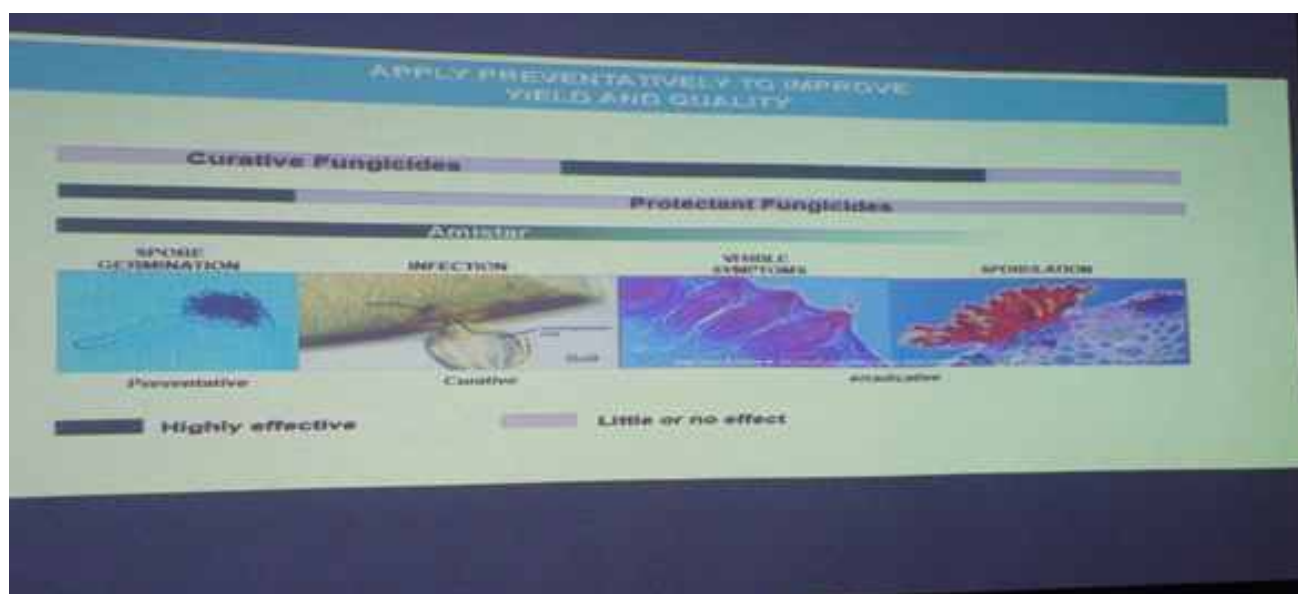 APPLY PREVENTATIVELY TO IMPROVE
YIELD AND QUALITY
Curative Fungicides
Protectant Fungicides
Amistar
SPORE
GERMINATION
INFECTION
VISIBLE
SYMPTOMS
SPORULATION
Preventative
Curative
eradicative
Highly effective
Little or no effect